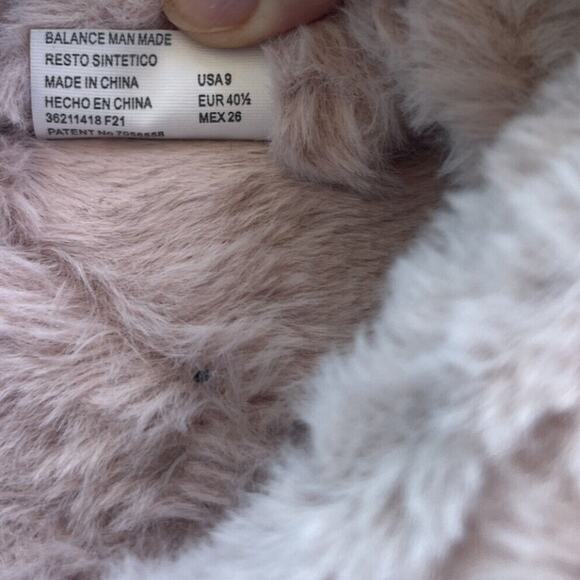 BALANCE MAN MADE
RESTO SINTETICO
MADE IN CHINA USA 9
HECHO EN CHINA EUR 40½
36211418 F21 MEX 26
PATENT No